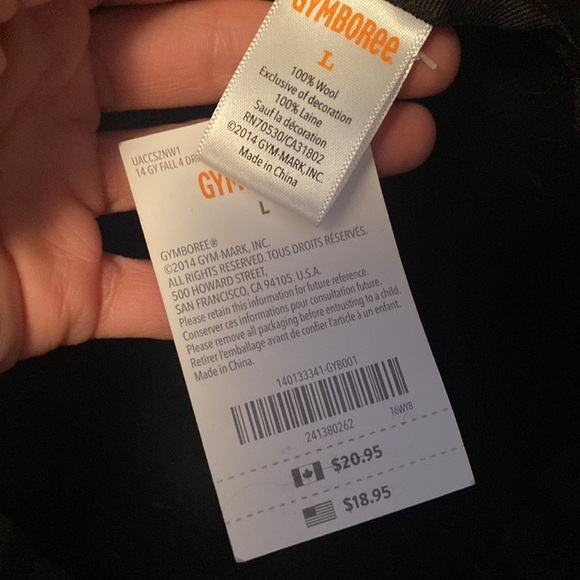 GYMBOREE
L
100% Wool
Exclusive of decoration
100% Laine
Sauf la décoration
RN70530/CA31802
©2014 GYM-MARK, INC.
Made in China
UACCSZNW1
14 GY FALL 4 DR
GYM
L
GYMBOREE®
©2014 GYM-MARK, INC.
ALL RIGHTS RESERVED. TOUS DROITS RÉSERVÉS.
500 HOWARD STREET,
SAN FRANCISCO, CA 94105, U.S.A.
Please retain this information for future reference.
Conserver ces informations pour consultation future.
Please remove all packaging before entrusting to a child.
Retirer l'emballage avant de confier l'article à un enfant.
Made in China.
140133341-GYB001
241380262
T6WYB
$20.95
$18.95